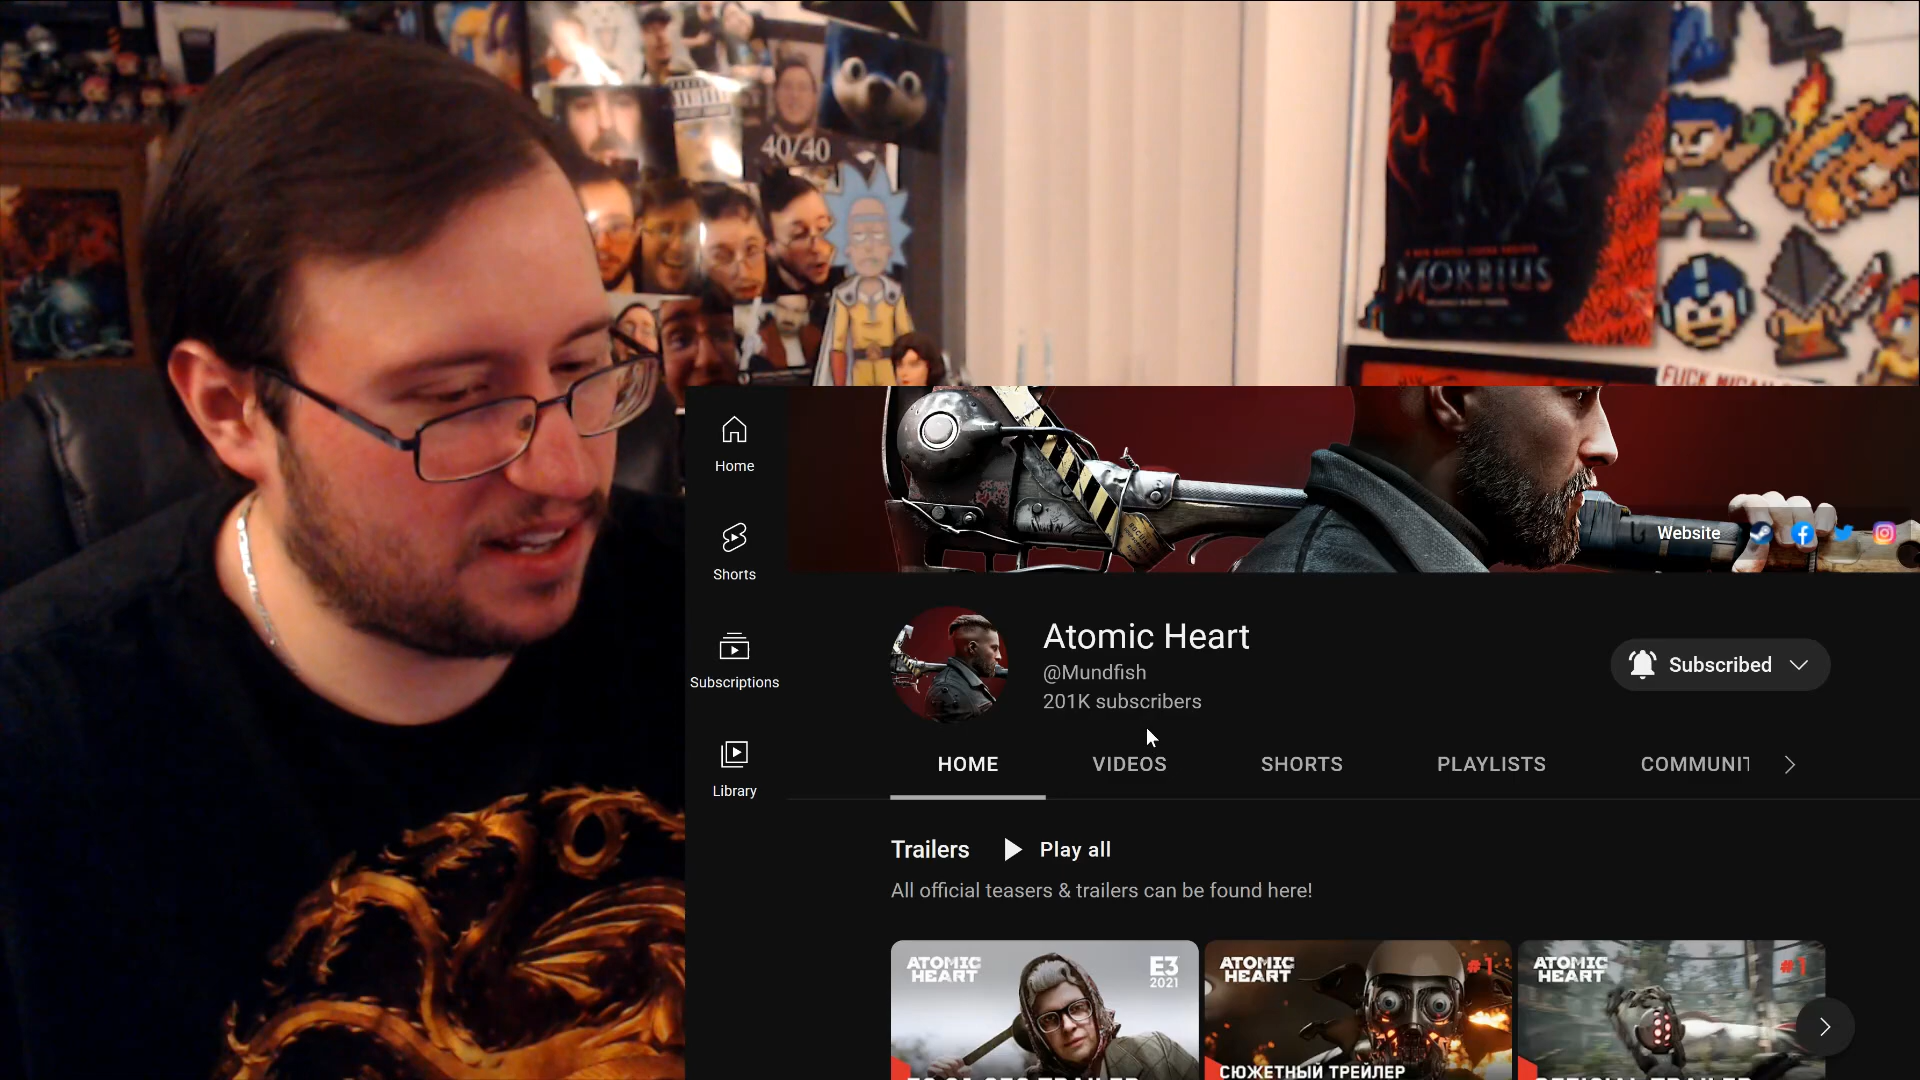 40/40
MORBIUS
Home
Shorts
Subscriptions
Library
Website
Atomic Heart
@Mundfish
201K subscribers
Subscribed
HOME
VIDEOS
SHORTS
PLAYLISTS
COMMUNIT
Trailers
Play all
All official teasers & trailers can be found here!
ATOMIC
HEART
E3
2021
ATOMIC
HEART
#1
СЮЖЕТНЫЙ ТРЕЙЛЕР
ATOMIC
HEART
#1